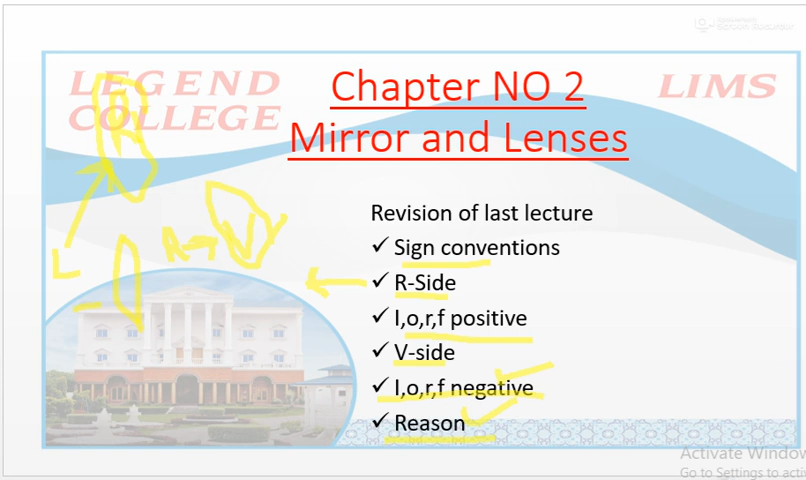 LEGEND
COLLEGE
Chapter NO 2
Mirror and Lenses
LIMS
Revision of last lecture
✓ Sign conventions
✓ R-Side
✓ I,o,r,f positive
✓ V-side
✓ I,o,r,f negative
✓ Reason
R
L
R → V
Activate Window
Go to Settings to activ